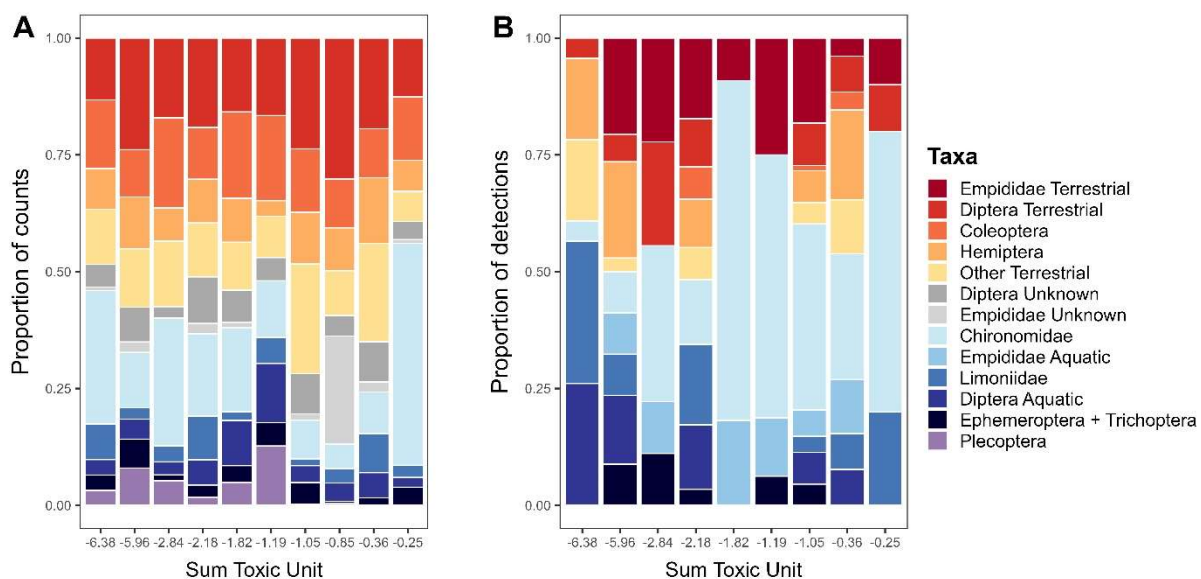 A
1.00
0.75
0.50
0.25
0.00
Proportion of counts
-6.38 -5.96 -2.84 -2.18 -1.82 -1.19 -1.05 -0.85 -0.36 -0.25
Sum Toxic Unit
B
1.00
0.75
0.50
0.25
0.00
Proportion of detections
-6.38 -5.96 -2.84 -2.18 -1.82 -1.19 -1.05 -0.36 -0.25
Sum Toxic Unit
Taxa
Empididae Terrestrial
Diptera Terrestrial
Coleoptera
Hemiptera
Other Terrestrial
Diptera Unknown
Empididae Unknown
Chironomidae
Empididae Aquatic
Limoniidae
Diptera Aquatic
Ephemeroptera + Trichoptera
Plecoptera